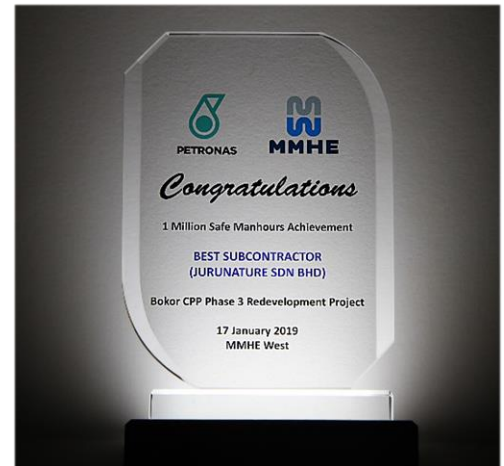 PETRONAS
MMHE
Congratulations
1 Million Safe Manhours Achievement
BEST SUBCONTRACTOR
(JURUNATURE SDN BHD)
Bokor CPP Phase 3 Redevelopment Project
17 January 2019
MMHE West